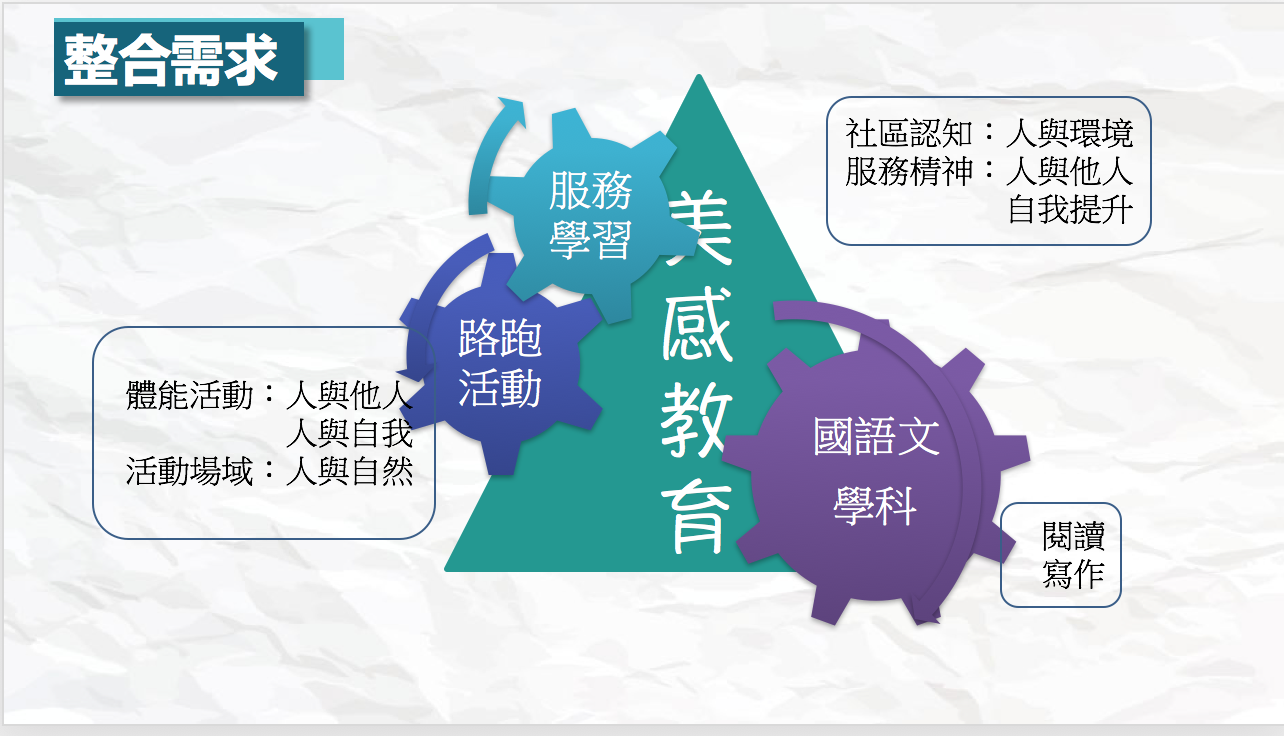 整合需求
服務
學習
美感教育
社區認知：人與環境
服務精神：人與他人
自我提升
路跑
活動
體能活動：人與他人
人與自我
活動場域：人與自然
國語文
學科
閱讀
寫作